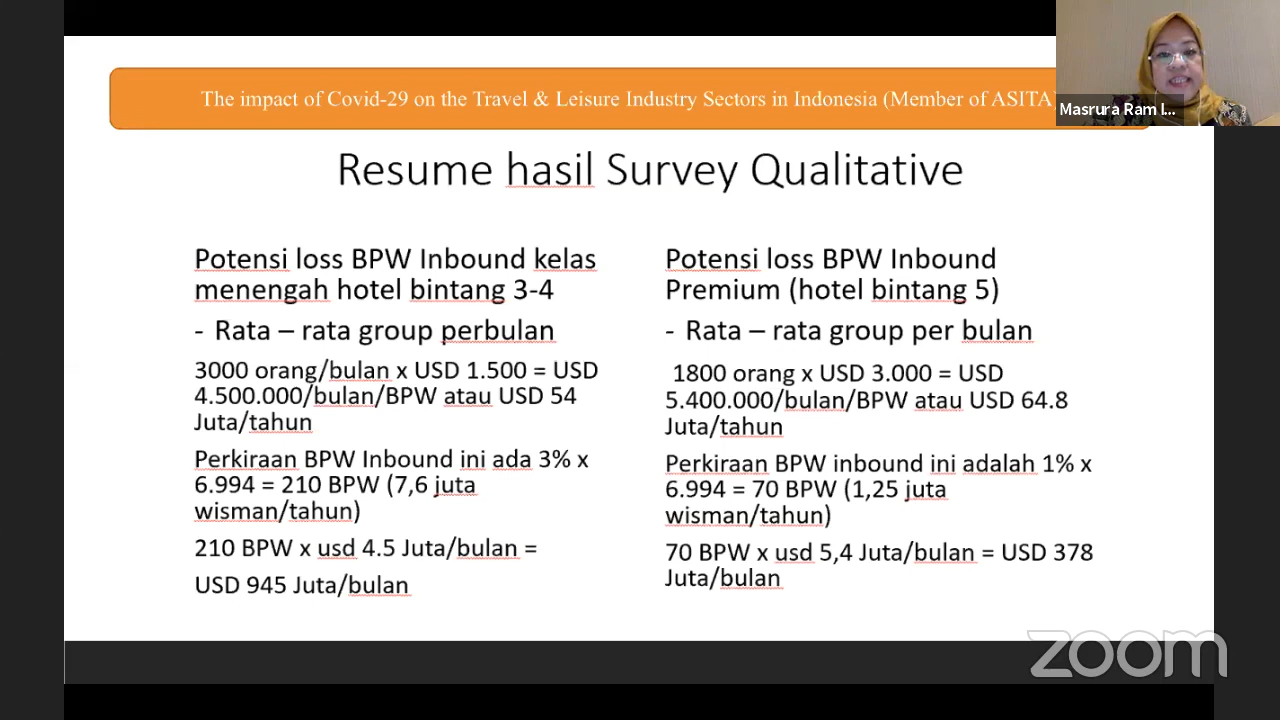 The impact of Covid-29 on the Travel & Leisure Industry Sectors in Indonesia (Member of ASITA)
Masrura Ram I...
Resume hasil Survey Qualitative
Potensi loss BPW Inbound kelas
menengah hotel bintang 3-4
- Rata – rata group perbulan
3000 orang/bulan x USD 1.500 = USD
4.500.000/bulan/BPW atau USD 54
Juta/tahun
Perkiraan BPW Inbound ini ada 3% x
6.994 = 210 BPW (7,6 juta
wisman/tahun)
210 BPW x usd 4.5 Juta/bulan =
USD 945 Juta/bulan
Potensi loss BPW Inbound
Premium (hotel bintang 5)
- Rata – rata group per bulan
1800 orang x USD 3.000 = USD
5.400.000/bulan/BPW atau USD 64.8
Juta/tahun
Perkiraan BPW inbound ini adalah 1% x
6.994 = 70 BPW (1,25 juta
wisman/tahun)
70 BPW x usd 5,4 Juta/bulan = USD 378
Juta/bulan
zoom